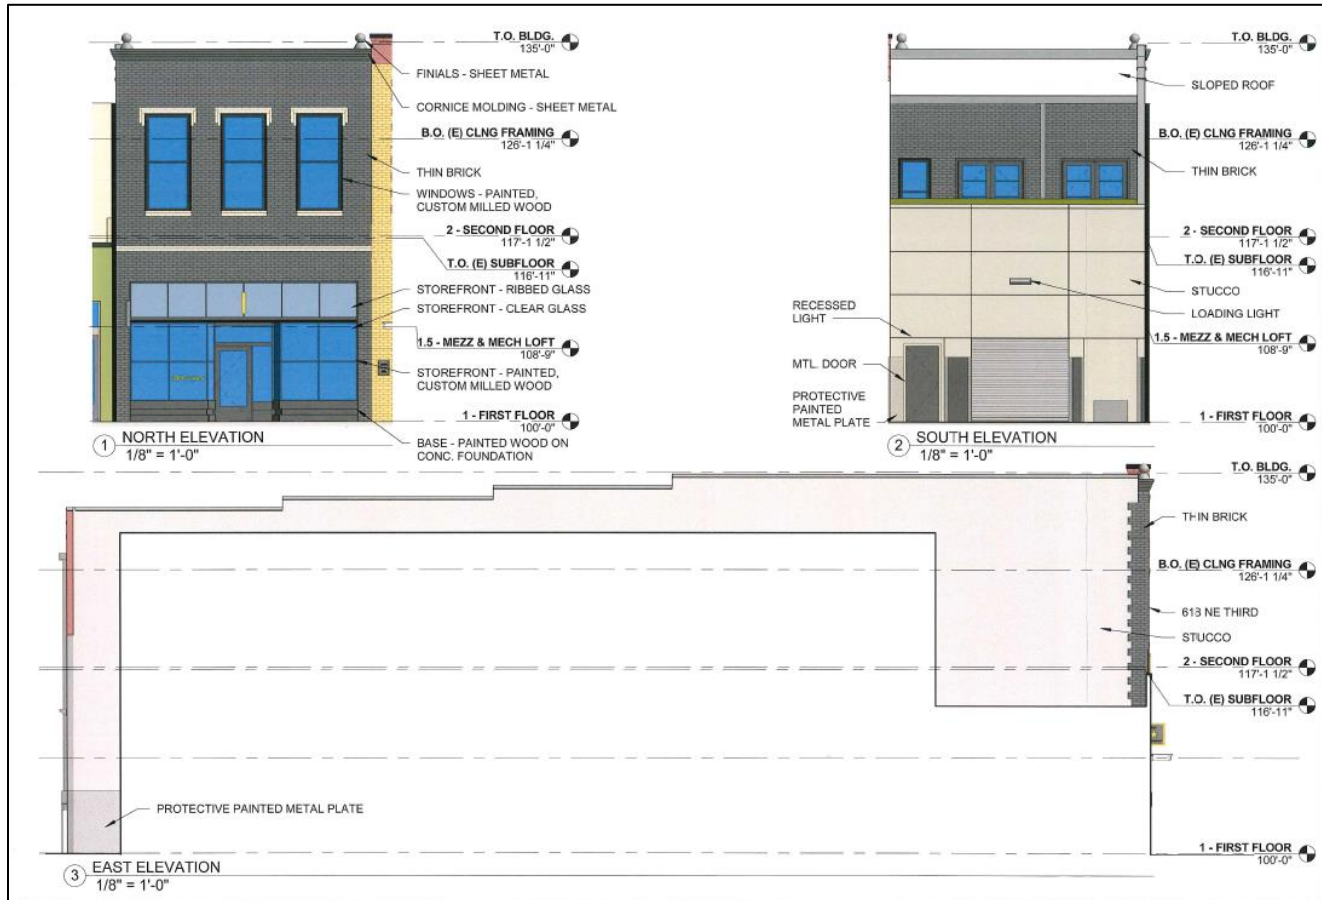 T.O. BLDG.
135'-0"
FINIALS - SHEET METAL
CORNICE MOLDING - SHEET METAL
B.O. (E) CLNG FRAMING
126'-1 1/4"
THIN BRICK
WINDOWS - PAINTED,
CUSTOM MILLED WOOD
2 - SECOND FLOOR
117'-1 1/2"
T.O. (E) SUBFLOOR
116'-11"
STOREFRONT - RIBBED GLASS
STOREFRONT - CLEAR GLASS
1.5 - MEZZ & MECH LOFT
108'-9"
STOREFRONT - PAINTED,
CUSTOM MILLED WOOD
1 - FIRST FLOOR
100'-0"
BASE - PAINTED WOOD ON
CONC. FOUNDATION
1 NORTH ELEVATION
1/8" = 1'-0"
T.O. BLDG.
135'-0"
SLOPED ROOF
B.O. (E) CLNG FRAMING
126'-1 1/4"
THIN BRICK
2 - SECOND FLOOR
117'-1 1/2"
T.O. (E) SUBFLOOR
116'-11"
STUCCO
LOADING LIGHT
RECESSED
LIGHT
1.5 - MEZZ & MECH LOFT
108'-9"
MTL. DOOR
PROTECTIVE
PAINTED
METAL PLATE
1 - FIRST FLOOR
100'-0"
2 SOUTH ELEVATION
1/8" = 1'-0"
T.O. BLDG.
135'-0"
THIN BRICK
B.O. (E) CLNG FRAMING
126'-1 1/4"
613 NE THIRD
STUCCO
2 - SECOND FLOOR
117'-1 1/2"
T.O. (E) SUBFLOOR
116'-11"
PROTECTIVE PAINTED METAL PLATE
1 - FIRST FLOOR
100'-0"
3 EAST ELEVATION
1/8" = 1'-0"